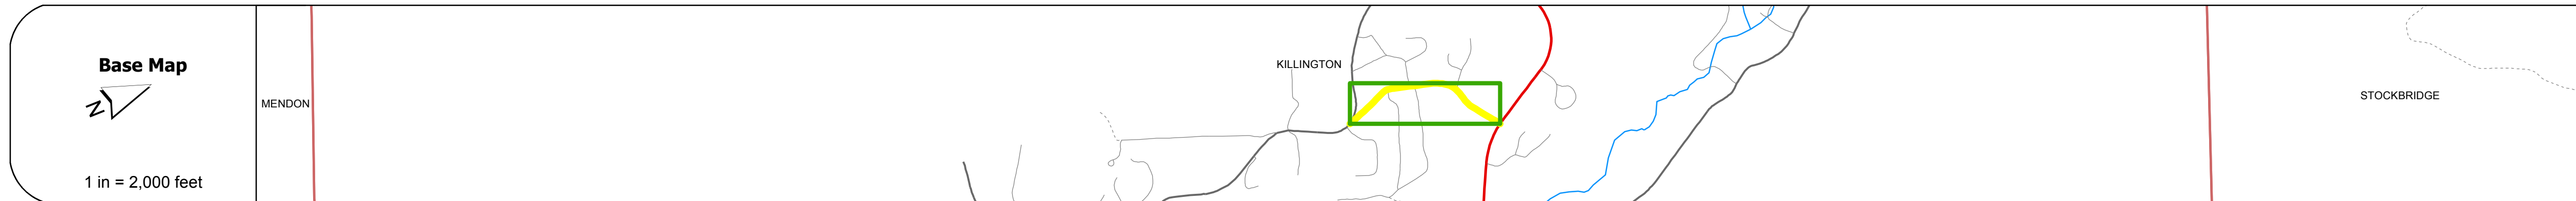 Base Map
N
1 in = 2,000 feet
MENDON
KILLINGTON
STOCKBRIDGE